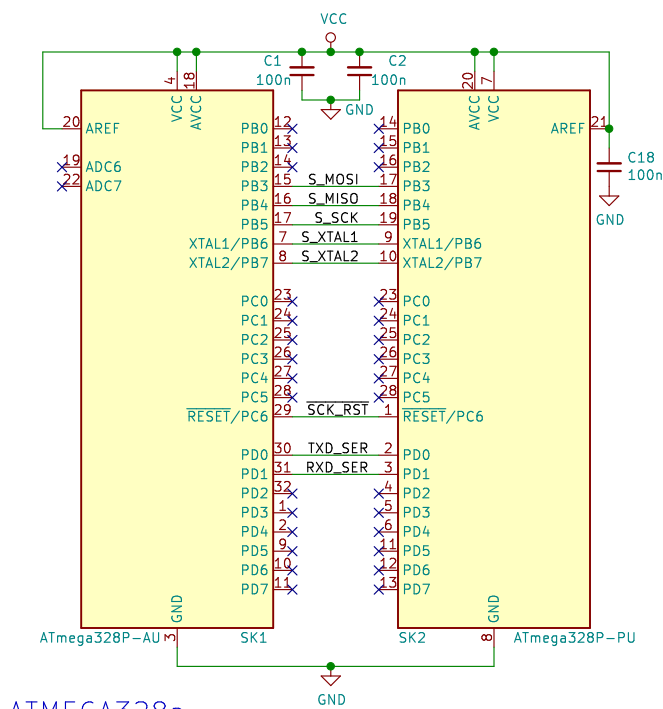 VCC
C1
100n
C2
100n
GND
4
18
20
7
VCC
AVCC
AVCC
VCC
20 AREF PB0 12 14 PB0 AREF 21
PB1 13 15 PB1
19 ADC6 PB2 14 16 PB2
22 ADC7 PB3 15 S_MOSI 17 PB3
C18
100n
GND
PB4 16 S_MISO 18 PB4
PB5 17 S_SCK 19 PB5
XTAL1/PB6 7 S_XTAL1 9 XTAL1/PB6
XTAL2/PB7 8 S_XTAL2 10 XTAL2/PB7
PC0 23 23 PC0
PC1 24 24 PC1
PC2 25 25 PC2
PC3 26 26 PC3
PC4 27 27 PC4
PC5 28 28 PC5
RESET/PC6 29 SCK_RST 1 RESET/PC6
PD0 30 TXD_SER 2 PD0
PD1 31 RXD_SER 3 PD1
PD2 32 4 PD2
PD3 1 5 PD3
PD4 2 6 PD4
PD5 9 11 PD5
PD6 10 12 PD6
PD7 11 13 PD7
GND
GND
ATmega328P-AU 3 SK1 SK2 8 ATmega328P-PU
GND
ATMEGA328p